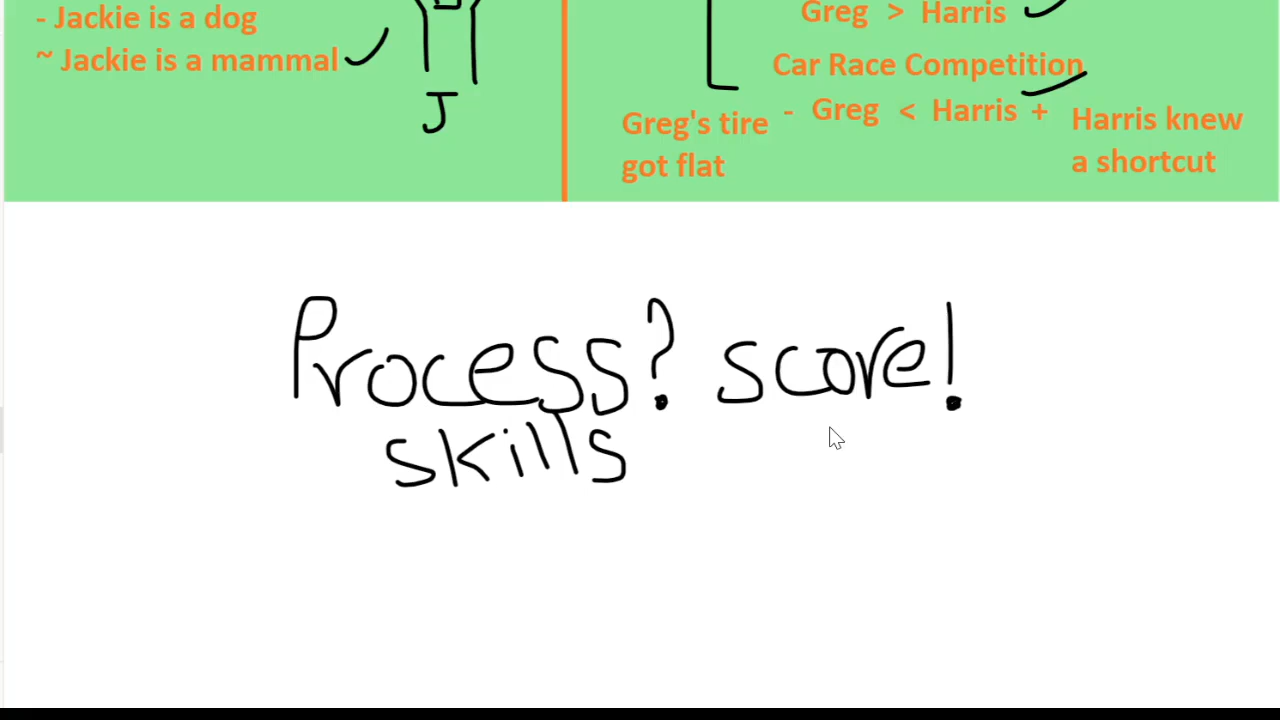 - Jackie is a dog
~ Jackie is a mammal
J
Greg > Harris
Car Race Competition
- Greg < Harris +
Greg's tire
got flat
Harris knew
a shortcut
Process? score!
skills